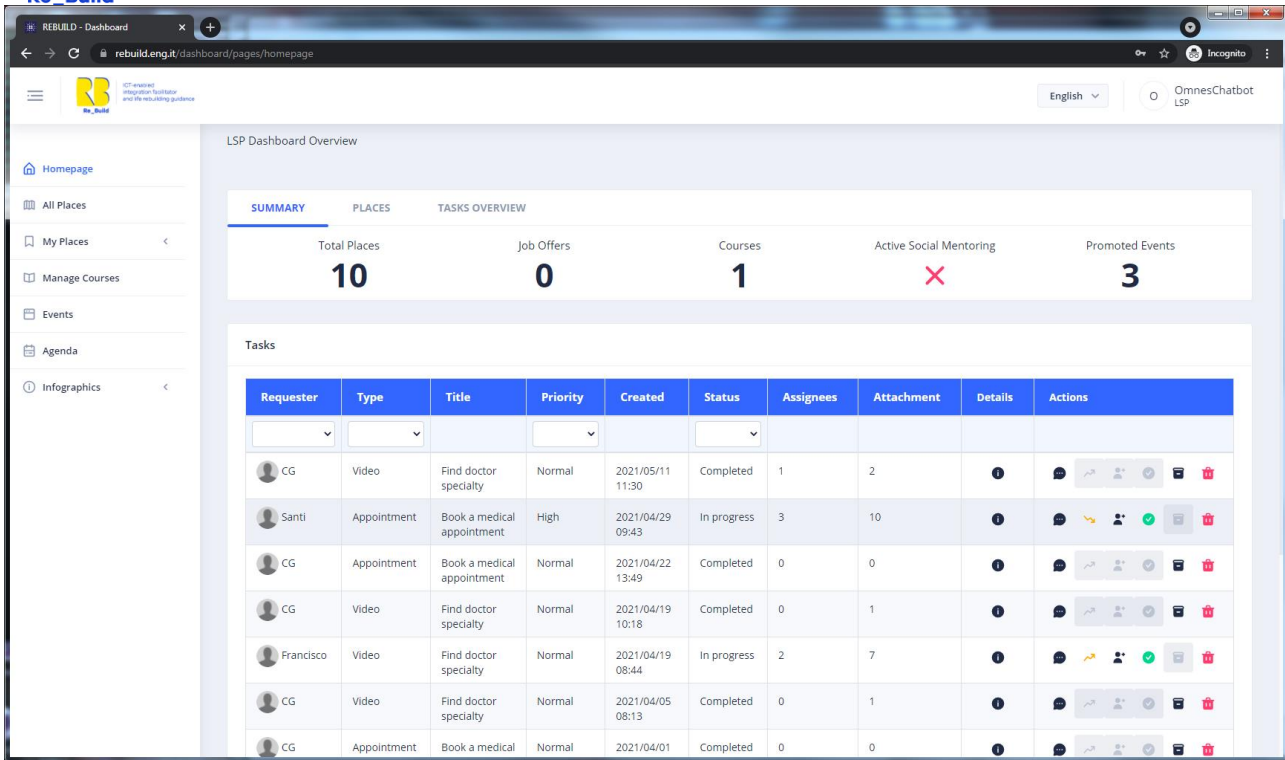 Re_Build
REBUILD - Dashboard
rebuild.eng.it/dashboard/pages/homepage
Incognito
Re_Build
ICT-enabled
integration facilitator
and life rebuilding guidance
English
O
OmnesChatbot
LSP
LSP Dashboard Overview
Homepage
All Places
My Places
Manage Courses
Events
Agenda
Infographics
SUMMARY PLACES TASKS OVERVIEW
Total Places Job Offers Courses Active Social Mentoring Promoted Events
10 0 1 3
Tasks
Requester Type Title Priority Created Status Assignees Attachment Details Actions
CG Video Find doctor Normal 2021/05/11 Completed 1 2
specialty 11:30
Santi Appointment Book a medical High 2021/04/29 In progress 3 10
appointment 09:43
CG Appointment Book a medical Normal 2021/04/22 Completed 0 0
appointment 13:49
CG Video Find doctor Normal 2021/04/19 Completed 0 1
specialty 10:18
Francisco Video Find doctor Normal 2021/04/19 In progress 2 7
specialty 08:44
CG Video Find doctor Normal 2021/04/05 Completed 0 1
specialty 08:13
CG Appointment Book a medical Normal 2021/04/01 Completed 0 0